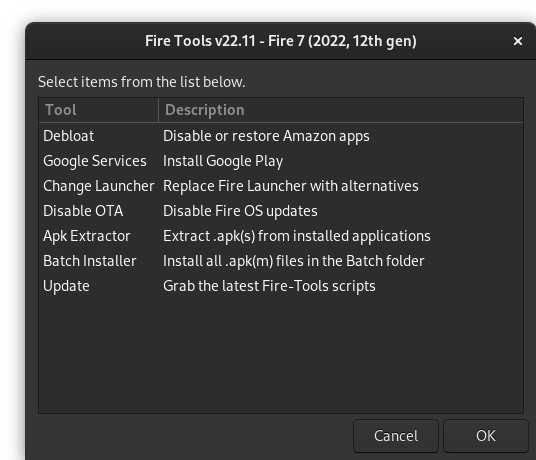 Fire Tools v22.11 - Fire 7 (2022, 12th gen)
×
Select items from the list below.
Tool Description
Debloat Disable or restore Amazon apps
Google Services Install Google Play
Change Launcher Replace Fire Launcher with alternatives
Disable OTA Disable Fire OS updates
Apk Extractor Extract .apk(s) from installed applications
Batch Installer Install all .apk(m) files in the Batch folder
Update Grab the latest Fire-Tools scripts
Cancel OK